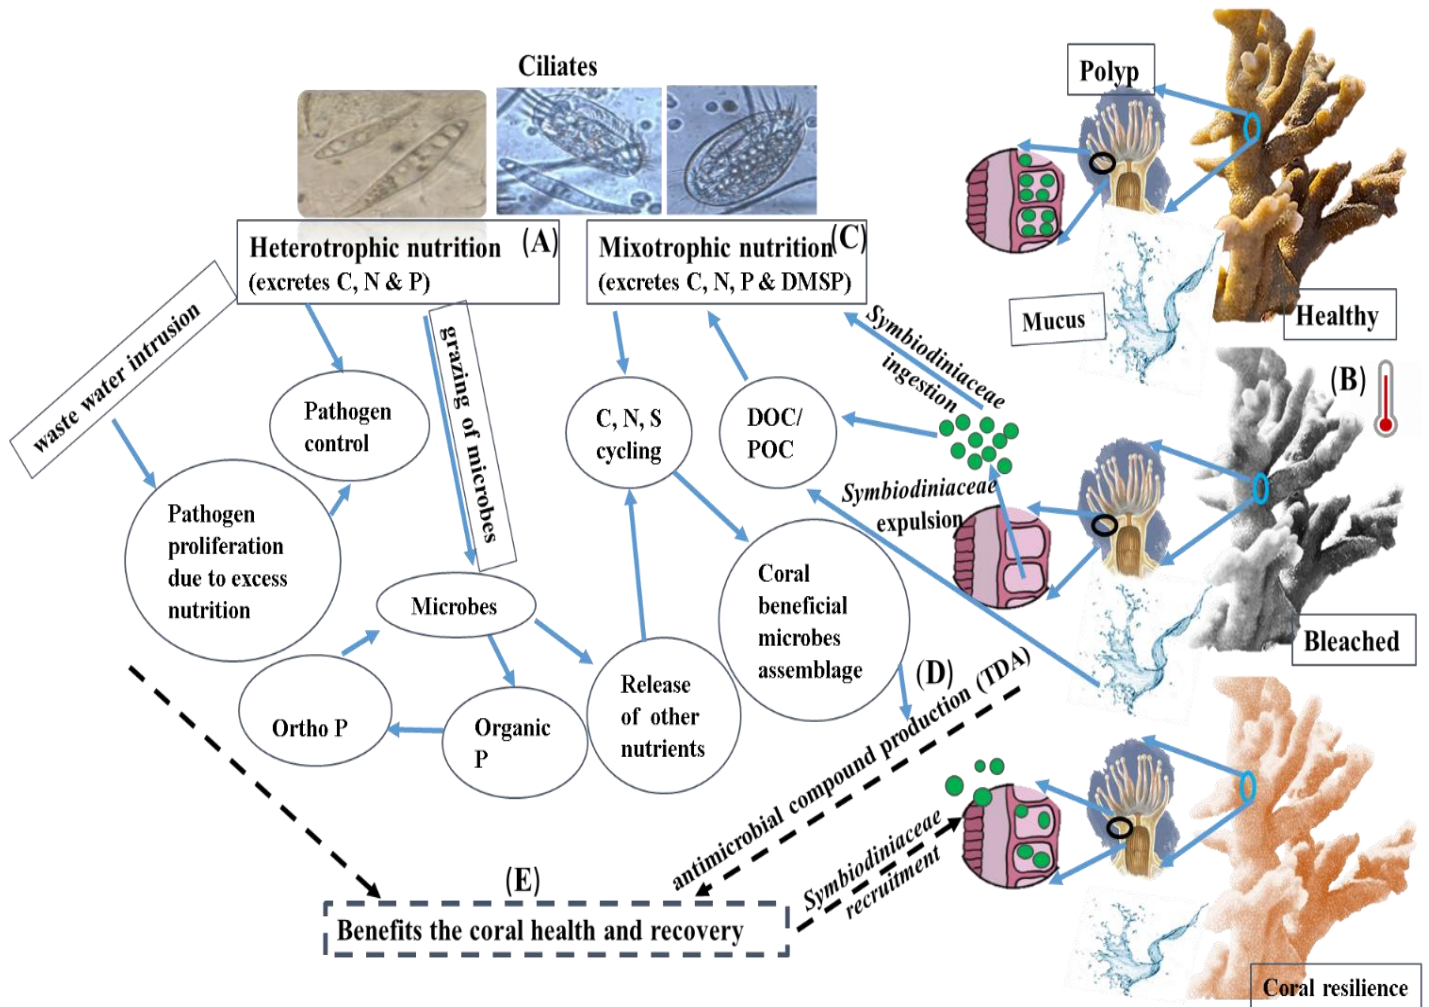 Ciliates
Polyp
Heterotrophic nutrition (A)
(excretes C, N & P)
Mixotrophic nutrition (C)
(excretes C, N, P & DMSP)
Mucus
Healthy
waste water intrusion
grazing of microbes
Symbiodiniaceae
ingestion
(B)
Pathogen
control
C, N, S
cycling
DOC/
POC
Symbiodiniaceae
expulsion
Pathogen
proliferation
due to excess
nutrition
Microbes
Coral
beneficial
microbes
assemblage
Bleached
(D)
Release
of other
nutrients
Ortho P
Organic
P
antimicrobial compound production (TDA)
Symbiodiniaceae
recruitment
(E)
Benefits the coral health and recovery
Coral resilience